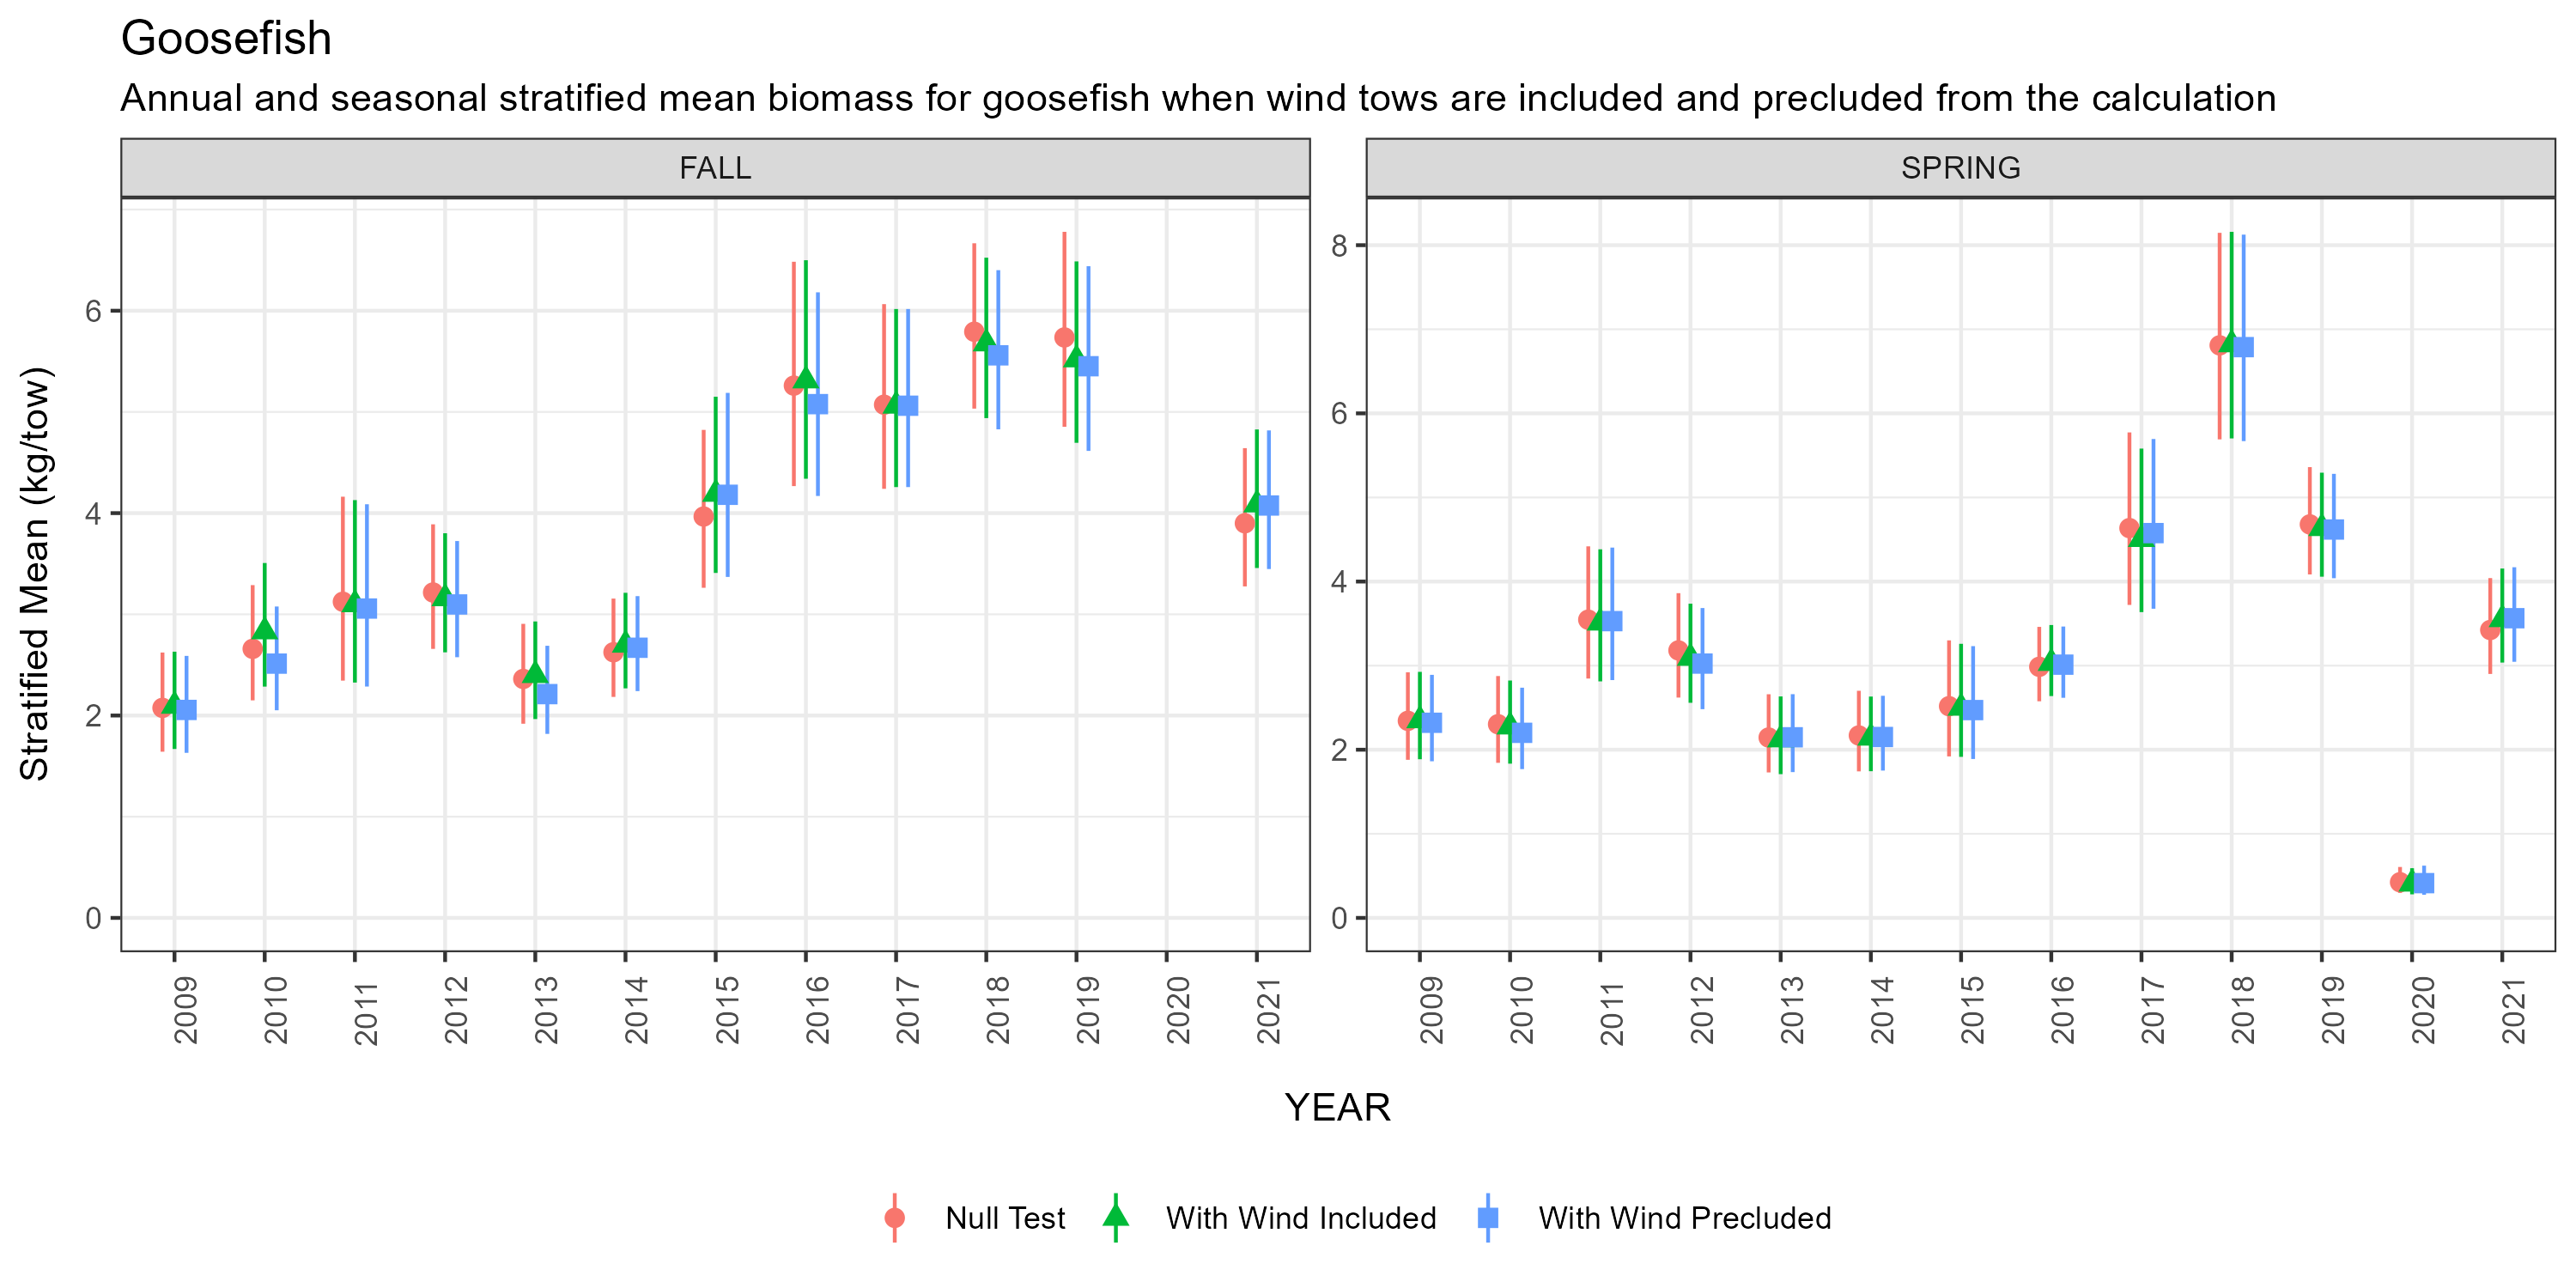 Goosefish
Annual and seasonal stratified mean biomass for goosefish when wind tows are included and precluded from the calculation
FALL
SPRING
Stratified Mean (kg/tow)
6
4
2
0
8
6
4
2
0
2009 2010 2011 2012 2013 2014 2015 2016 2017 2018 2019 2020 2021
2009 2010 2011 2012 2013 2014 2015 2016 2017 2018 2019 2020 2021
YEAR
Null Test With Wind Included With Wind Precluded